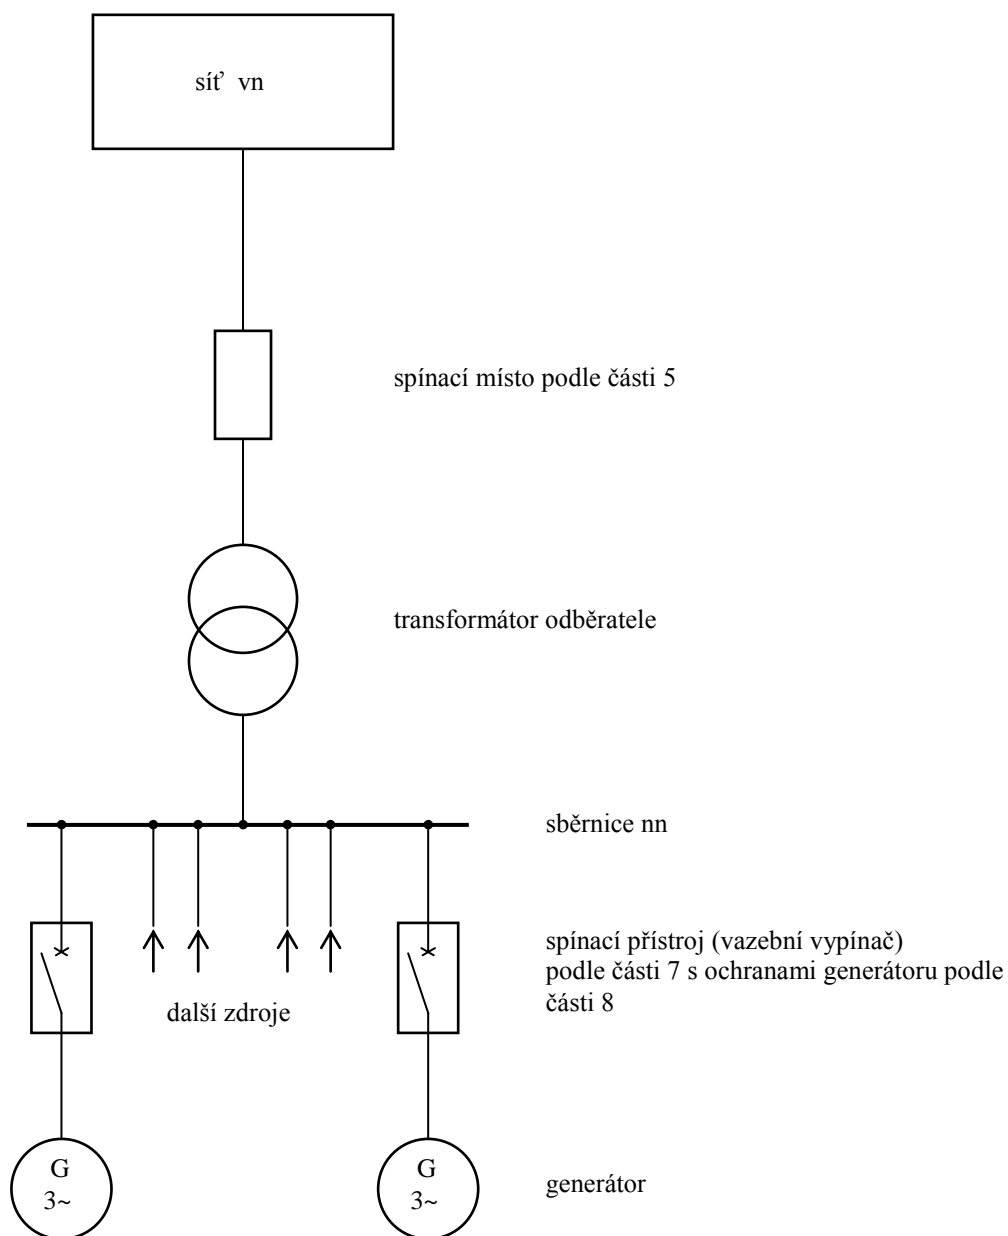 síť vn
spínací místo podle části 5
transformátor odběratele
sběrnice nn
spínací přístroj (vazební vypínač)
podle části 7 s ochranami generátoru podle
části 8
další zdroje
G
3~
G
3~
generátor